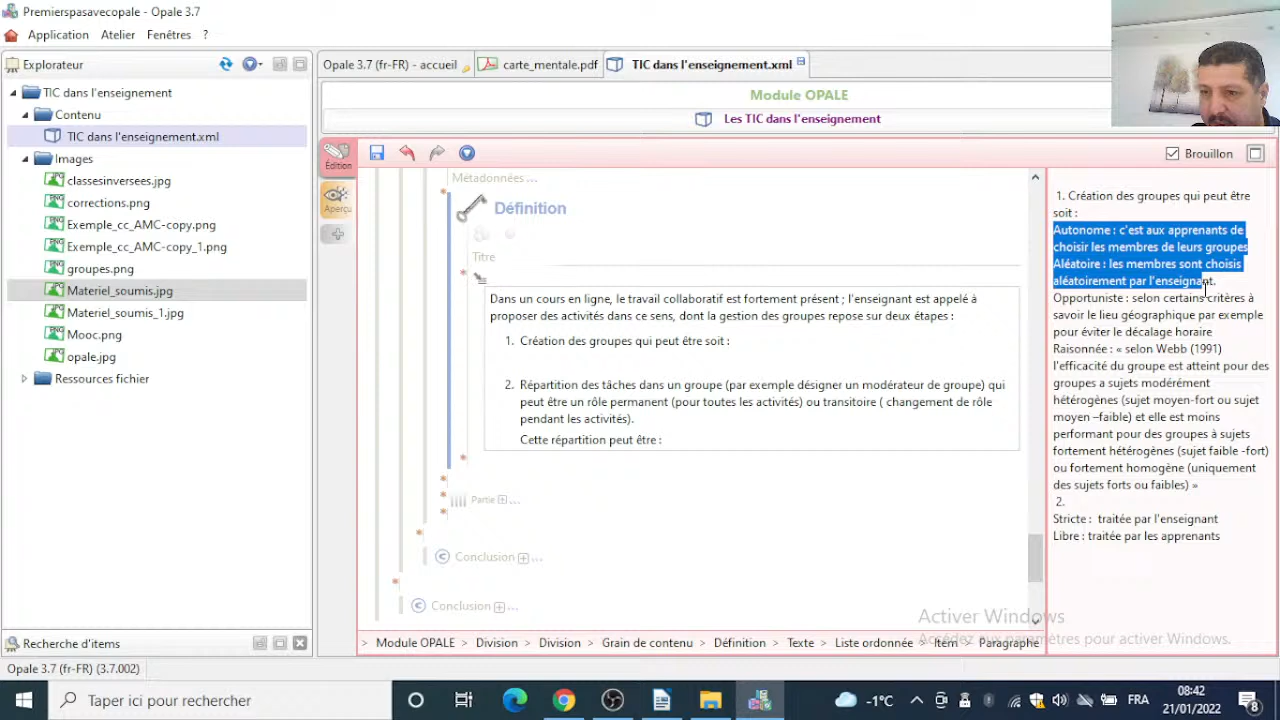 Premierspasavecopale - Opale 3.7
Application Atelier Fenêtres ?
Explorateur
TIC dans l'enseignement
Contenu
TIC dans l'enseignement.xml
Images
classesinversees.jpg
corrections.png
Exemple_cc_AMC-copy.png
Exemple_cc_AMC-copy_1.png
groupes.png
Materiel_soumis.jpg
Materiel_soumis_1.jpg
Mooc.png
opale.jpg
Ressources fichier
Recherche d'items
Opale 3.7 (fr-FR) (3.7.002)
Opale 3.7 (fr-FR) - accueil
carte_mentale.pdf
TIC dans l'enseignement.xml
Module OPALE
Les TIC dans l'enseignement
Édition
Aperçu
Brouillon
Métadonnées ...
Définition
Titre
Dans un cours en ligne, le travail collaboratif est fortement présent ; l'enseignant est appelé à
proposer des activités dans ce sens, dont la gestion des groupes repose sur deux étapes :
1. Création des groupes qui peut être soit :
2. Répartition des tâches dans un groupe (par exemple désigner un modérateur de groupe) qui
peut être un rôle permanent (pour toutes les activités) ou transitoire ( changement de rôle
pendant les activités).
Cette répartition peut être :
Partie ...
Conclusion ...
Conclusion ...
> Module OPALE > Division > Division > Grain de contenu > Définition > Texte > Liste ordonnée > Item > Paragraphe
1. Création des groupes qui peut être
soit :
Autonome : c'est aux apprenants de
choisir les membres de leurs groupes
Aléatoire : les membres sont choisis
aléatoirement par l'enseignant.
Opportuniste : selon certains critères à
savoir le lieu géographique par exemple
pour éviter le décalage horaire
Raisonnée : « selon Webb (1991)
l'efficacité du groupe est atteint pour des
groupes a sujets modérément
hétérogènes (sujet moyen-fort ou sujet
moyen –faible) et elle est moins
performant pour des groupes à sujets
fortement hétérogènes (sujet faible -fort)
ou fortement homogène (uniquement
des sujets forts ou faibles) »
2.
Stricte : traitée par l'enseignant
Libre : traitée par les apprenants
Activer Windows
Accédez aux paramètres pour activer Windows.
Taper ici pour rechercher
-1°C
FRA
08:42
21/01/2022
8